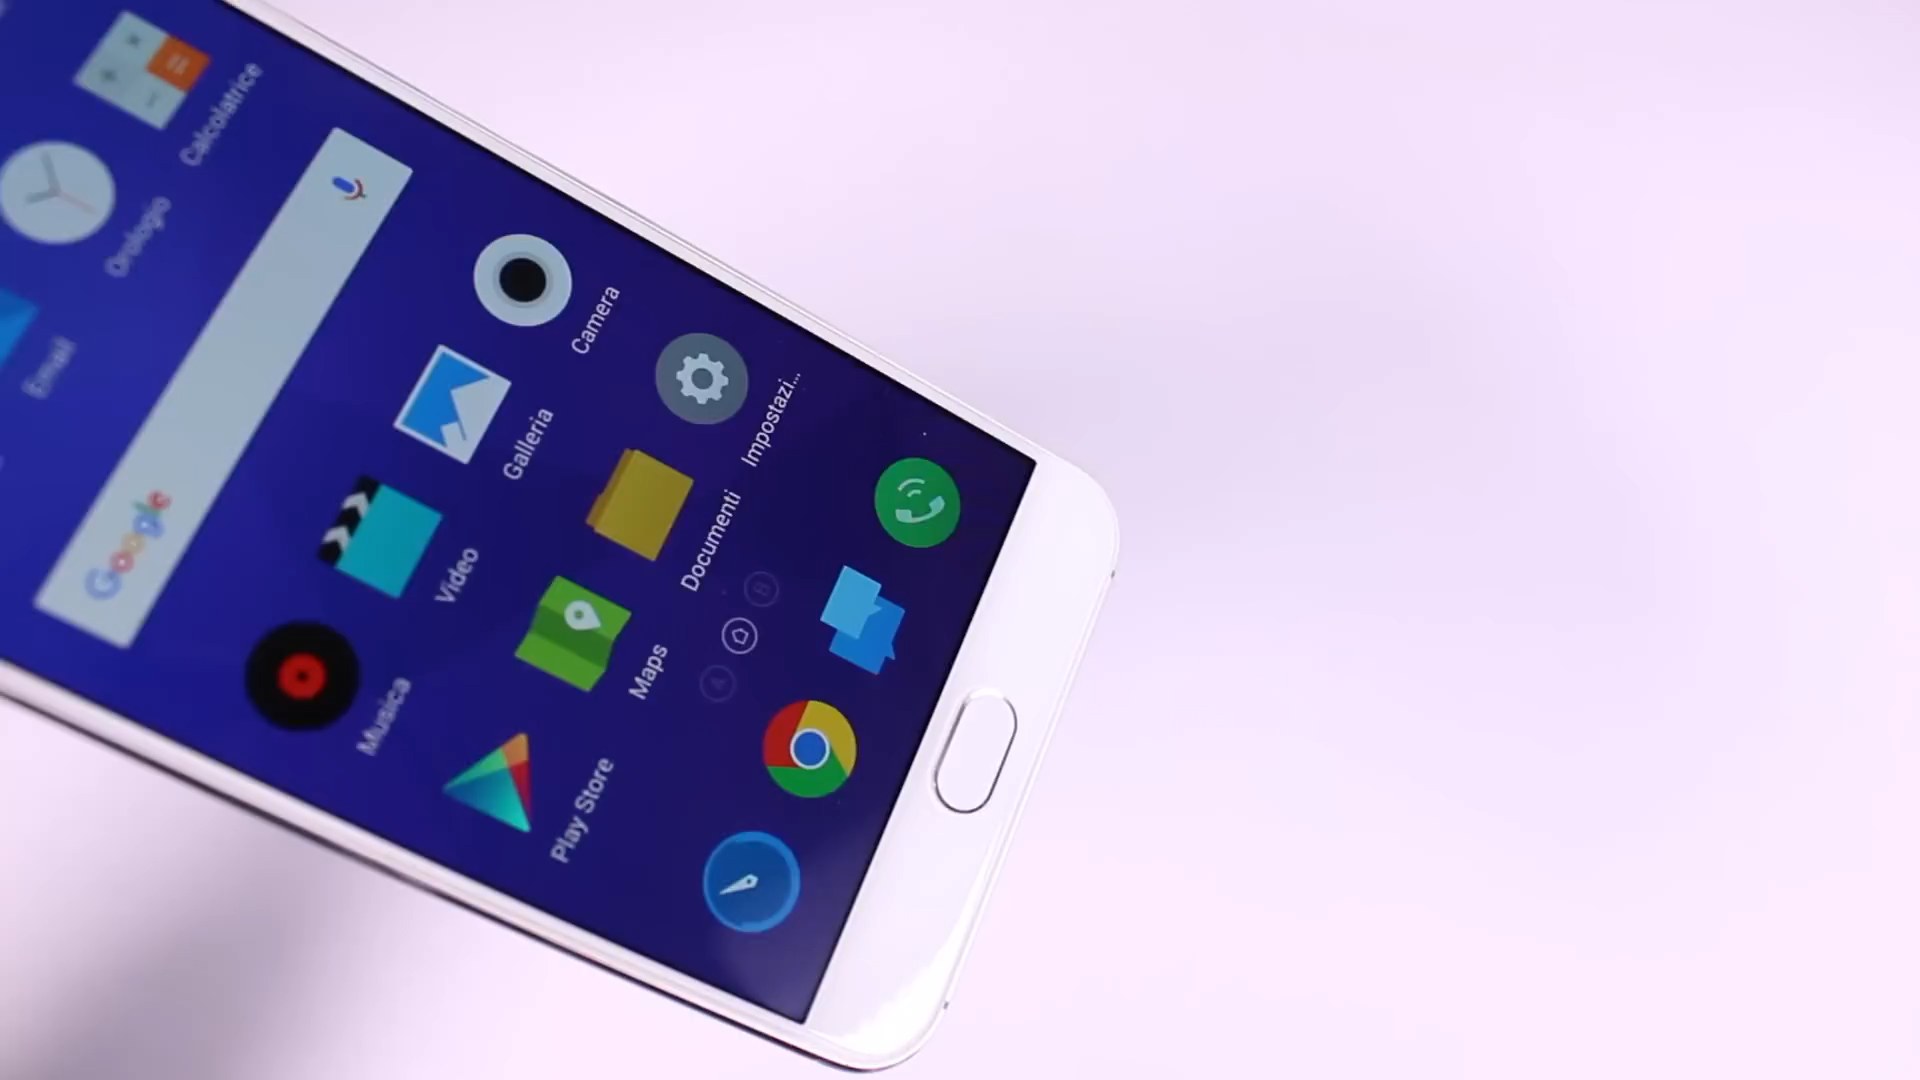 Email
Orologio
Calcolatrice
Google
Musica
Video
Galleria
Camera
Play Store
Maps
Documenti
Impostazi...
A
B